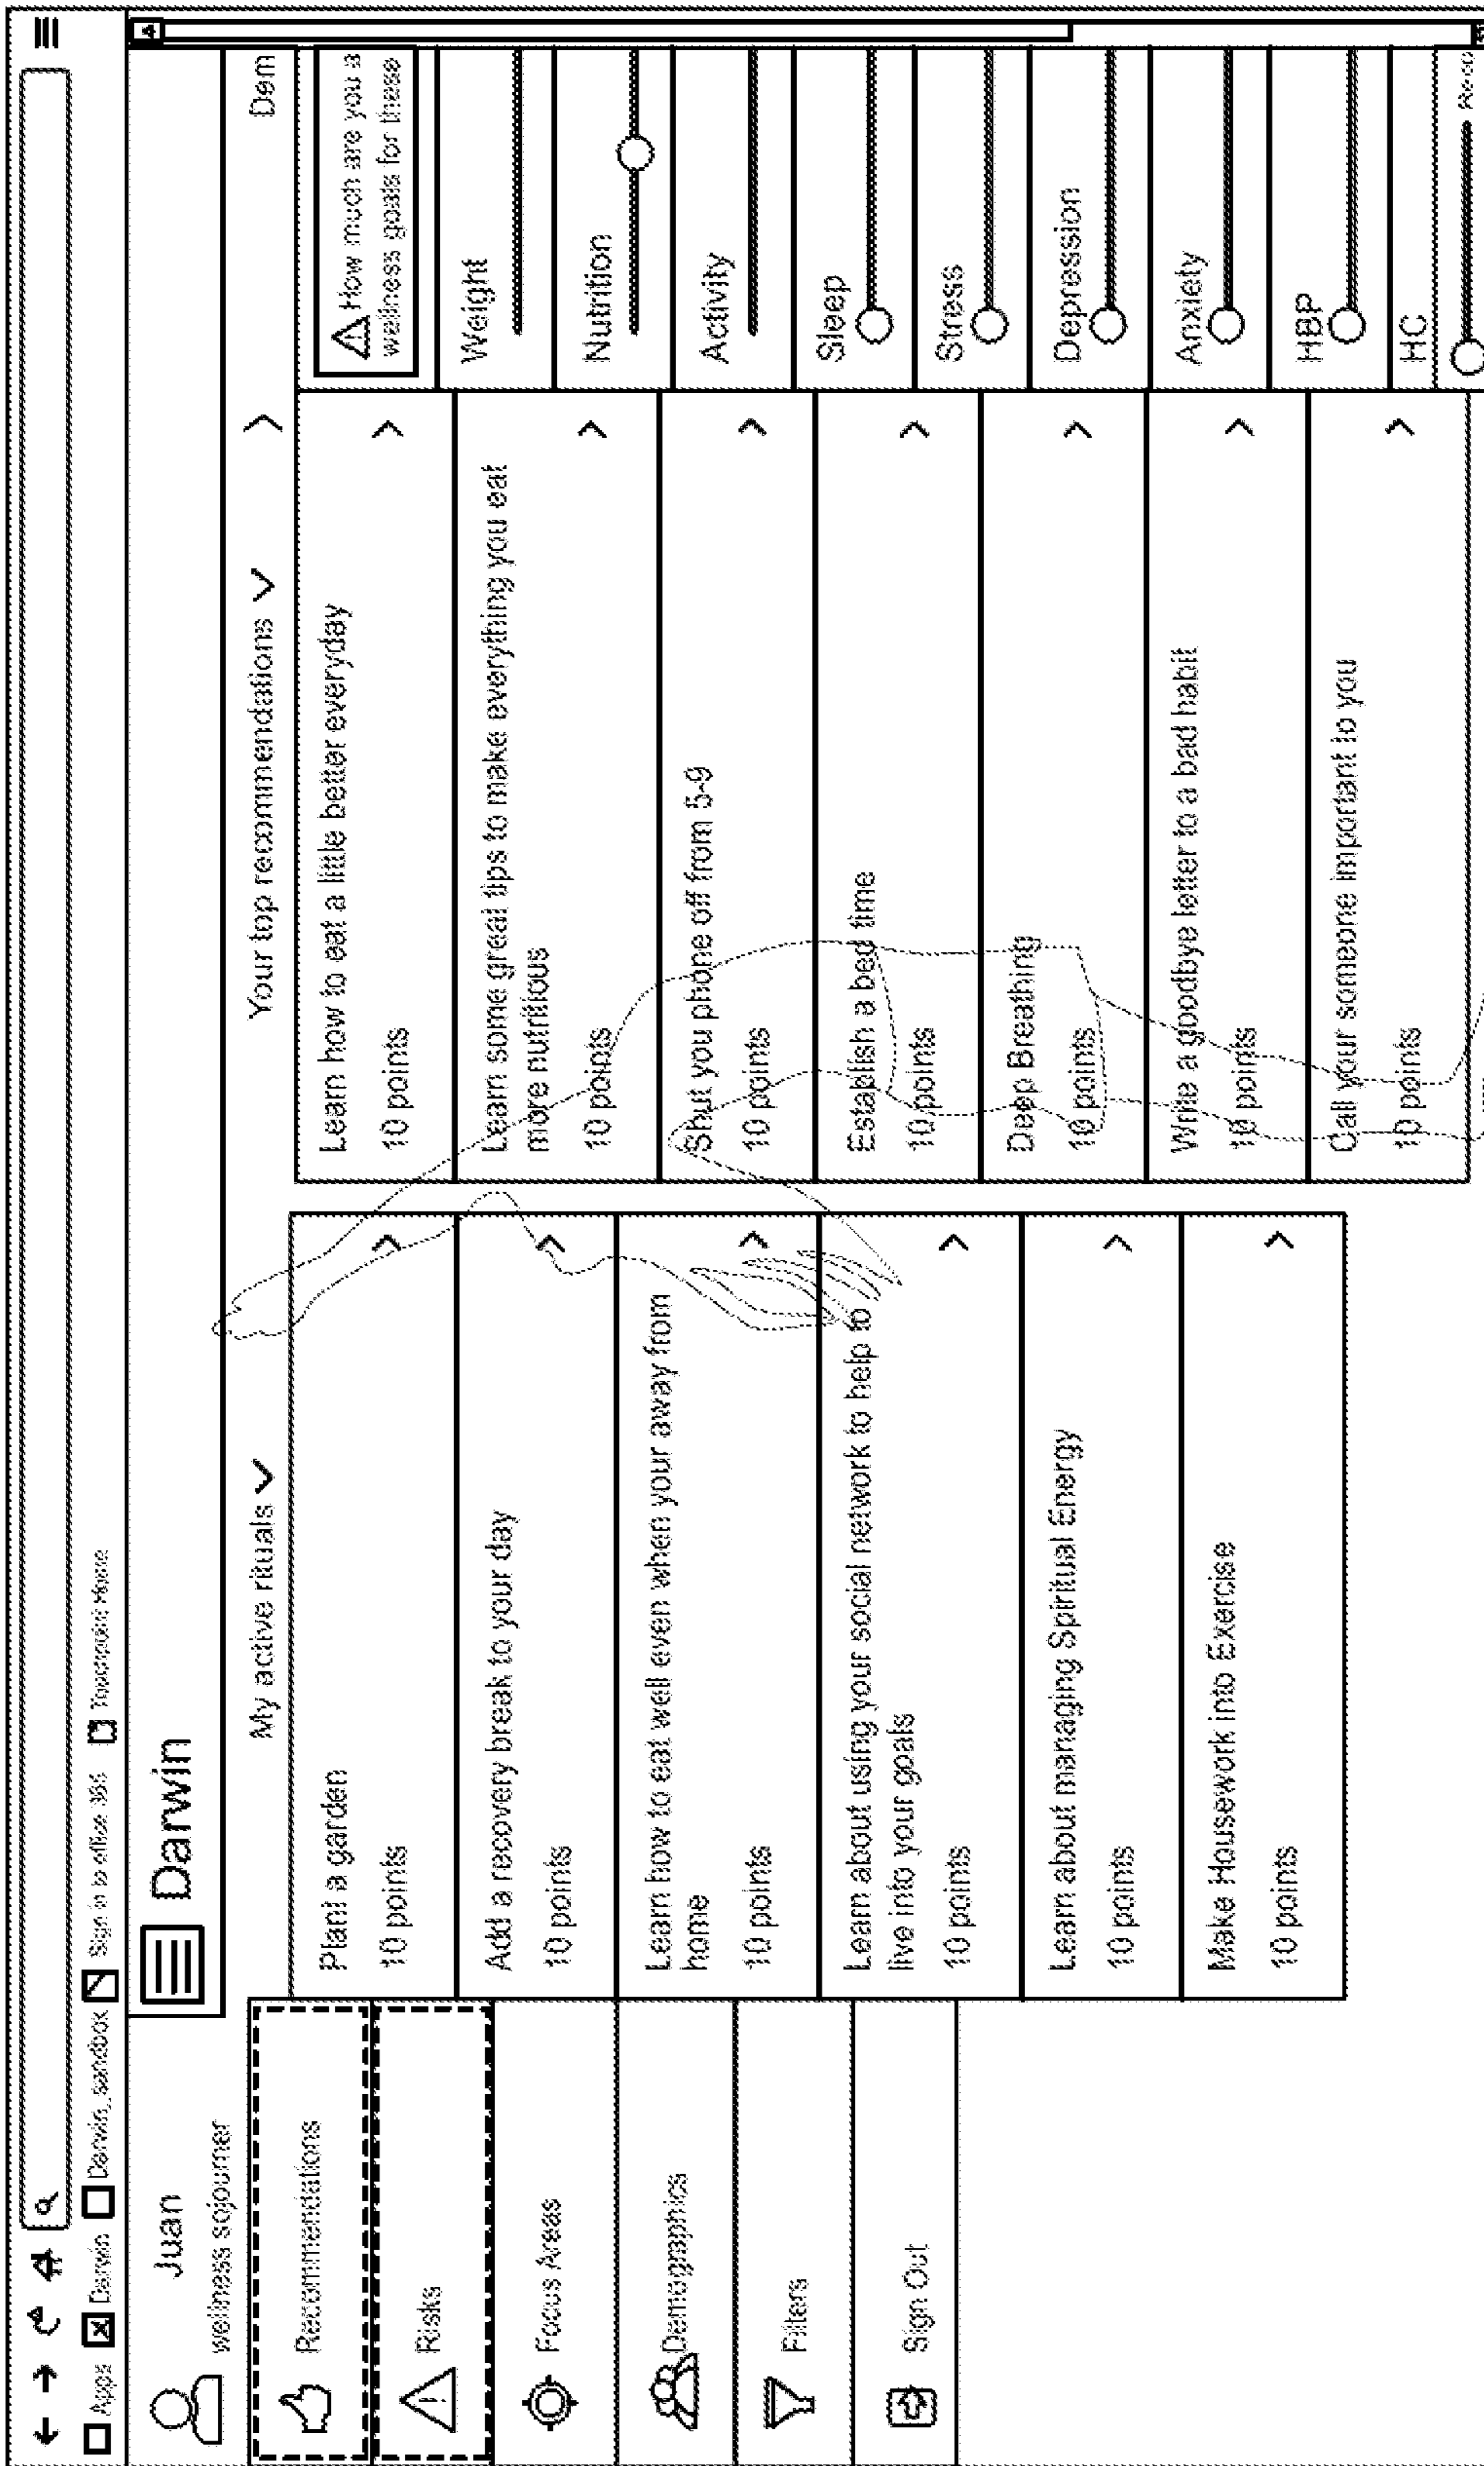 Apps Darwin Darwin_sandbox Sign in to office 365 Touchpoint Home
Juan
wellness sojourner
Darwin
Recommendations
Risks
Focus Areas
Demographics
Filters
Sign Out
My active rituals
Plant a garden
10 points
Add a recovery break to your day
10 points
Learn how to eat well even when your away from
home
10 points
Learn about using your social network to help to
live into your goals
10 points
Learn about managing Spiritual Energy
10 points
Make Housework into Exercise
10 points
Your top recommendations
Learn how to eat a little better everyday
10 points
Learn some great tips to make everything you eat
more nutritious
10 points
Shut you phone off from 5-9
10 points
Establish a bed time
10 points
Deep Breathing
10 points
Write a goodbye letter to a bad habit
10 points
Call your someone important to you
10 points
Dem
How much are you a
wellness goals for these
Weight
Nutrition
Activity
Sleep
Stress
Depression
Anxiety
HBP
HC